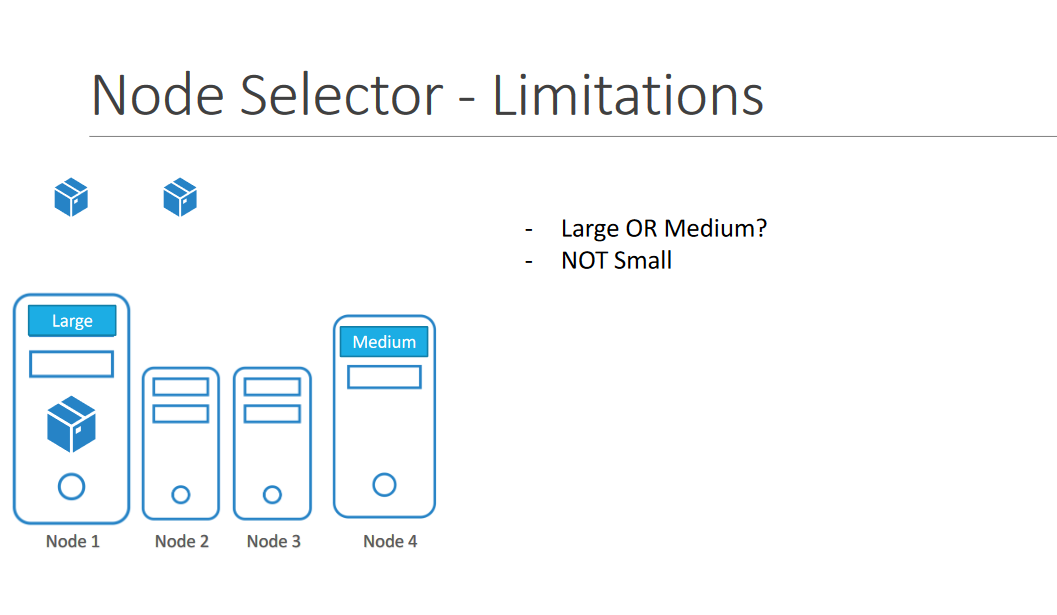 Node Selector - Limitations
- Large OR Medium?
- NOT Small
Large
Medium
Node 1
Node 2
Node 3
Node 4